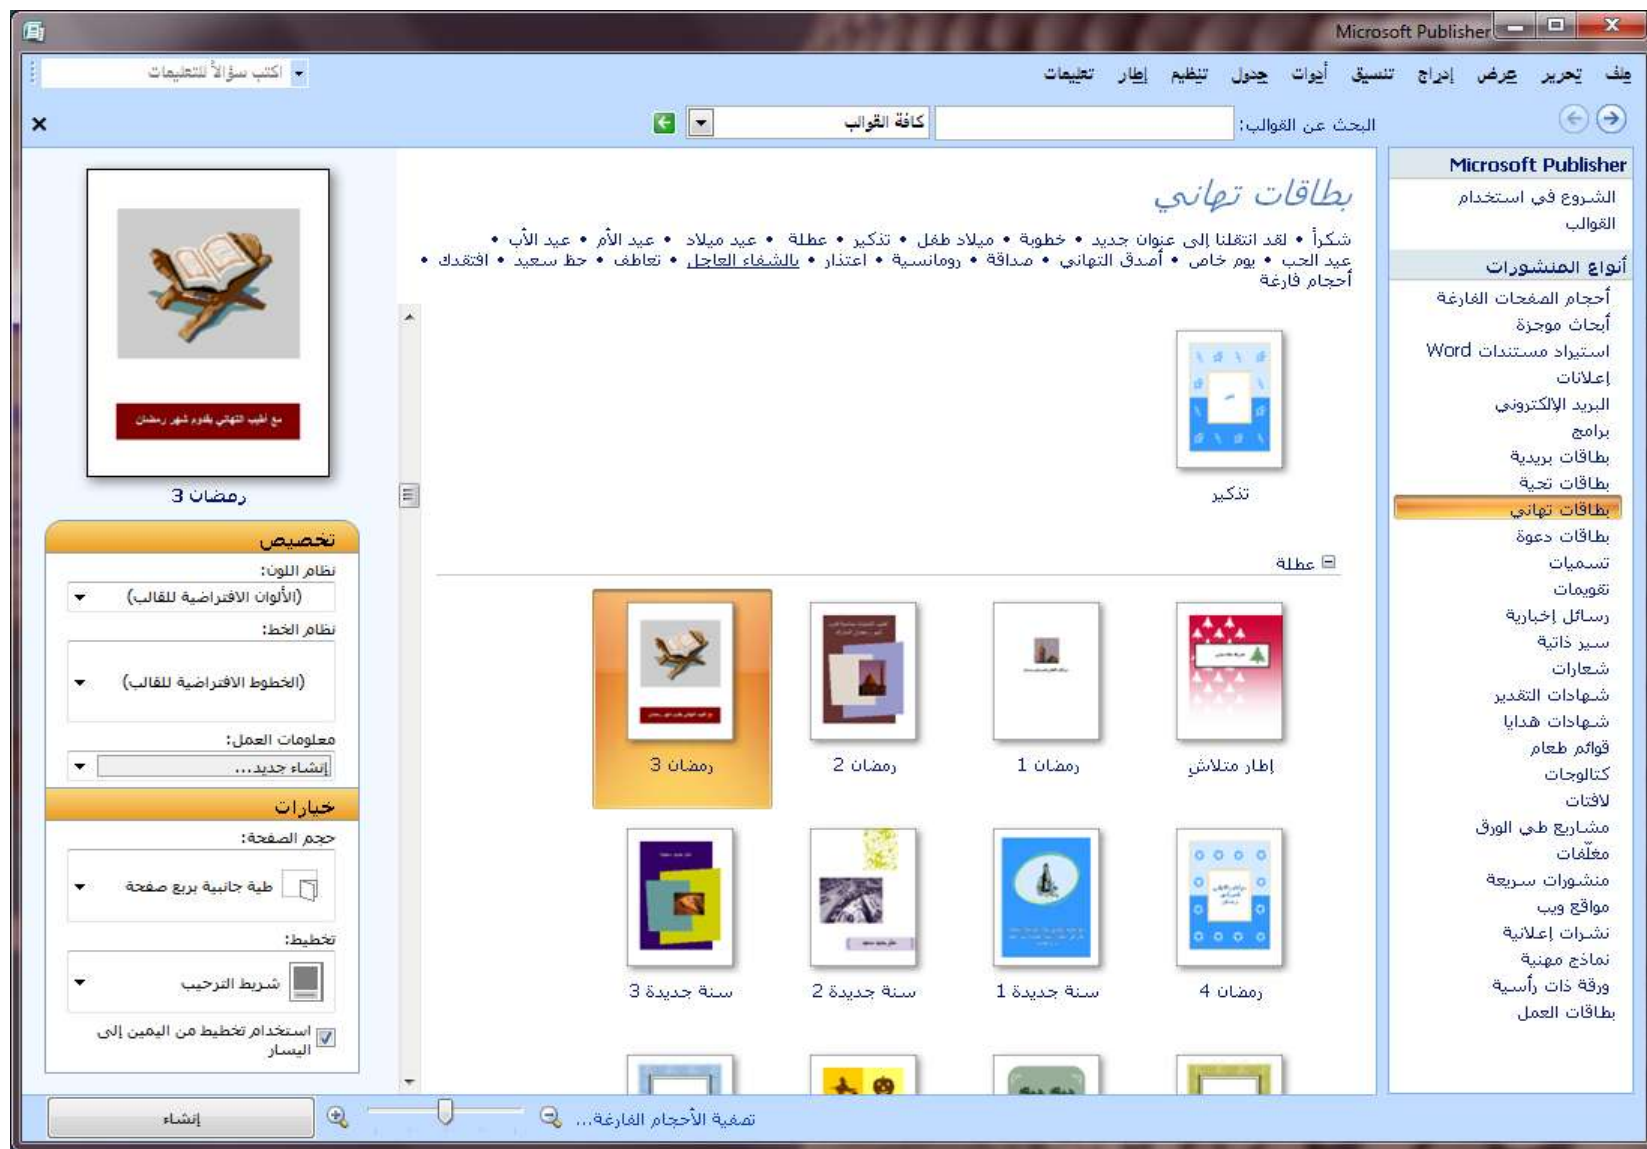 Microsoft Publisher
ملف تحرير عرض إدراج تنسيق أدوات جدول تنظيم إطار تعليمات
اكتب سؤالاً للتعليمات
البحث عن القوالب:
كافة القوالب
Microsoft Publisher
الشروع في استخدام
القوالب
أنواع المنشورات
أحجام الصفحات الفارغة
أبحاث موجزة
استيراد مستندات Word
إعلانات
البريد الإلكتروني
برامج
بطاقات بريدية
بطاقات تحية
بطاقات تهاني
بطاقات دعوة
تسميات
تقويمات
رسائل إخبارية
سير ذاتية
شعارات
شهادات التقدير
شهادات هدايا
قوائم طعام
كتالوجات
لافتات
مشاريع طي الورق
مغلّفات
منشورات سريعة
مواقع ويب
نشرات إعلانية
نماذج مهنية
ورقة ذات رأسية
بطاقات العمل
بطاقات تهاني
شكراً • لقد انتقلنا إلى عنوان جديد • خطوبة • ميلاد طفل • تذكير • عطلة • عيد ميلاد • عيد الأم • عيد الأب •
عيد الحب • يوم خاص • أصدق التهاني • صداقة • رومانسية • اعتذار • بالشفاء العاجل • تعاطف • حظ سعيد • افتقدك •
أحجام فارغة
تذكير
عطلة
إطار متلاش
رمضان 1
رمضان 2
رمضان 3
رمضان 4
سنة جديدة 1
سنة جديدة 2
سنة جديدة 3
تصفية الأحجام الفارغة...
مع أطيب التهاني بقدوم شهر رمضان
رمضان 3
تخصيص
نظام اللون:
(الألوان الافتراضية للقالب)
نظام الخط:
(الخطوط الافتراضية للقالب)
معلومات العمل:
إنشاء جديد...
خيارات
حجم الصفحة:
طية جانبية بربع صفحة
تخطيط:
شريط الترحيب
استخدام تخطيط من اليمين إلى
اليسار
إنشاء